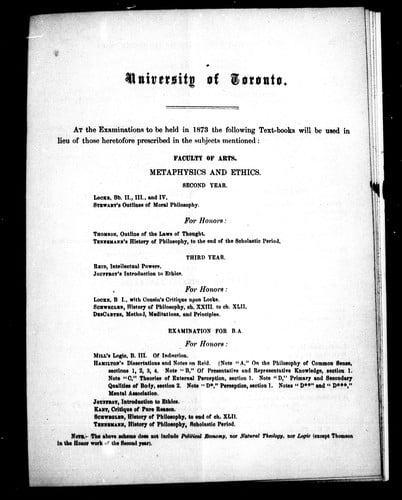 University of Toronto.
AT the Examinations to be held in 1873 the following Text-books will be used in
lieu of those heretofore prescribed in the subjects mentioned:
FACULTY OF ARTS.
METAPHYSICS AND ETHICS.
SECOND YEAR.
LOCKE, Bb. II., III., and IV.
STEWART'S Outlines of Moral Philosophy.
For Honors:
THOMSON, Outline of the Laws of Thought.
TENNEMANN'S History of Philosophy, to the end of the Scholastic Period.
THIRD YEAR.
REID, Intellectual Powers.
JOUFFROY'S Introduction to Ethics.
For Honors:
LOCKE, B I., with Cousin's Critique upon Locke.
SCHWEGLER, History of Philosophy, ch. XXIII. to ch. XLII.
DESCARTES, Method, Meditations, and Principles.
EXAMINATION FOR B.A.
For Honors:
MILL'S Logic, B. III. Of Induction.
HAMILTON'S Dissertations and Notes on Reid. (Note "A," On the Philosophy of Common Sense,
sections 1, 2, 3, 4. Note "B," Of Presentative and Representative Knowledge, section 1.
Note "C," Theories of External Perception, section 1. Note "D," Primary and Secondary
Qualities of Body, section 2. Note "D*," Perception, section 1. Notes "D**" and "D***,"
Mental Association.
JOUFFROY, Introduction to Ethics.
KANT, Critique of Pure Reason.
SCHWEGLER, History of Philosophy, to end of ch. XLII.
TENNEMANN, History of Philosophy, Scholastic Period.
NOTE.- The above scheme does not include Political Economy, nor Natural Theology, nor Logic (except Thomson
in the Honor work of the Second Year).